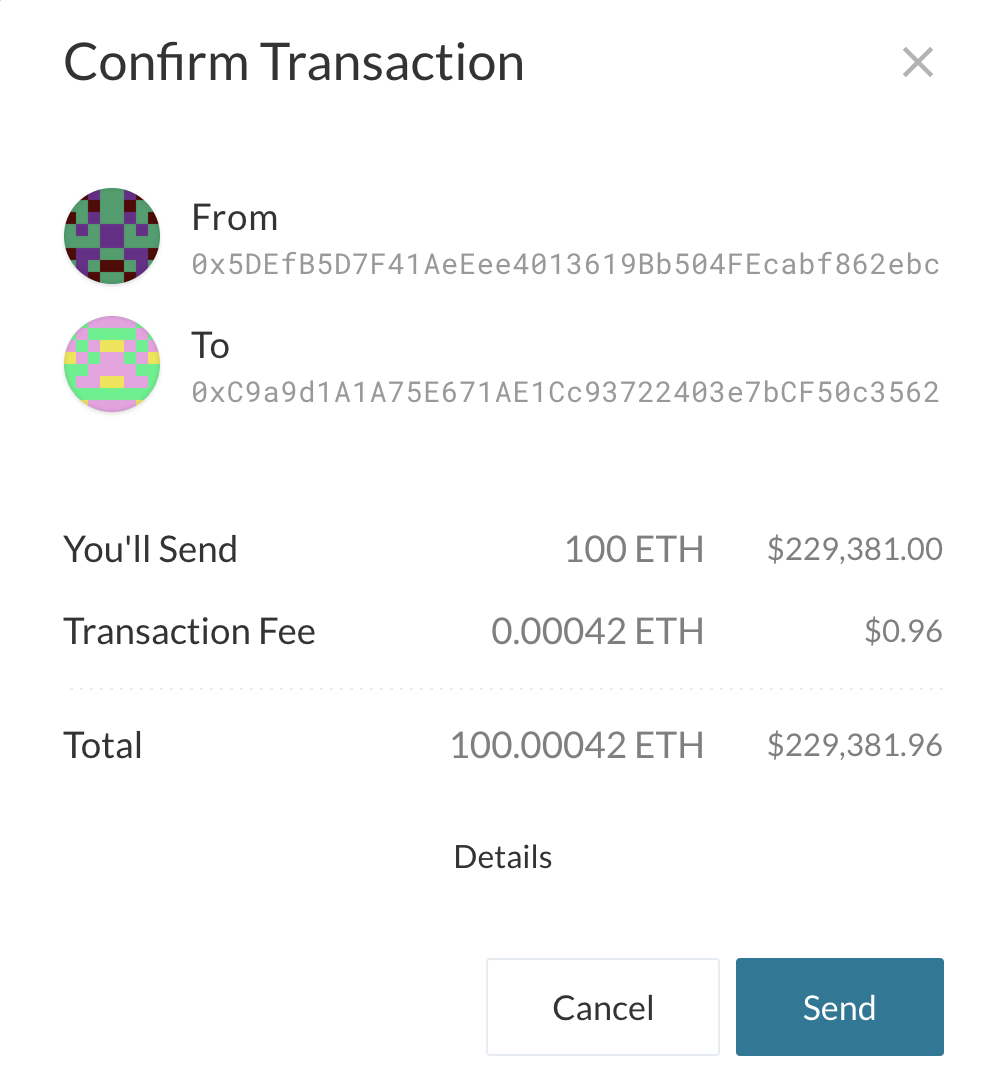 Confirm Transaction
From
0x5DEfB5D7F41AeEee4013619Bb504FEcabf862ebc
To
0xC9a9d1A1A75E671AE1Cc93722403e7bCF50c3562
You'll Send 100 ETH $229,381.00
Transaction Fee 0.00042 ETH $0.96
Total 100.00042 ETH $229,381.96
Details
Cancel Send